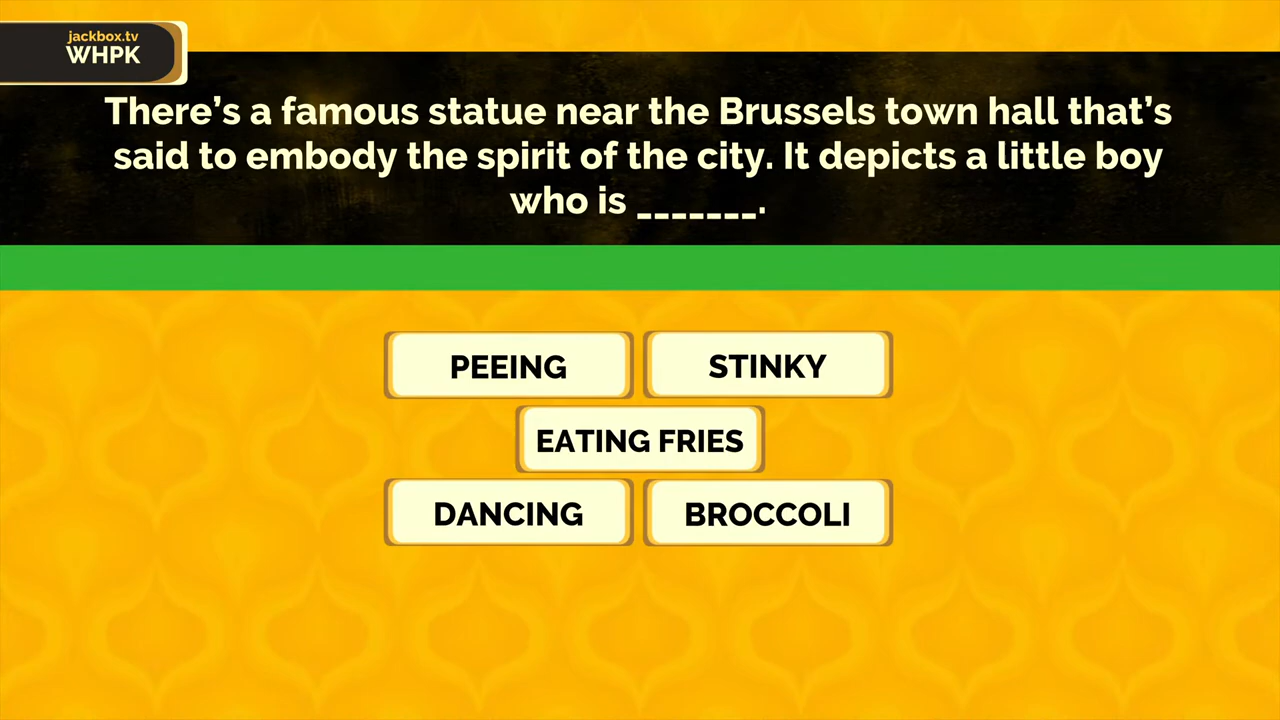 jackbox.tv
WHPK
There's a famous statue near the Brussels town hall that's
said to embody the spirit of the city. It depicts a little boy
who is _______.
PEEING
STINKY
EATING FRIES
DANCING
BROCCOLI